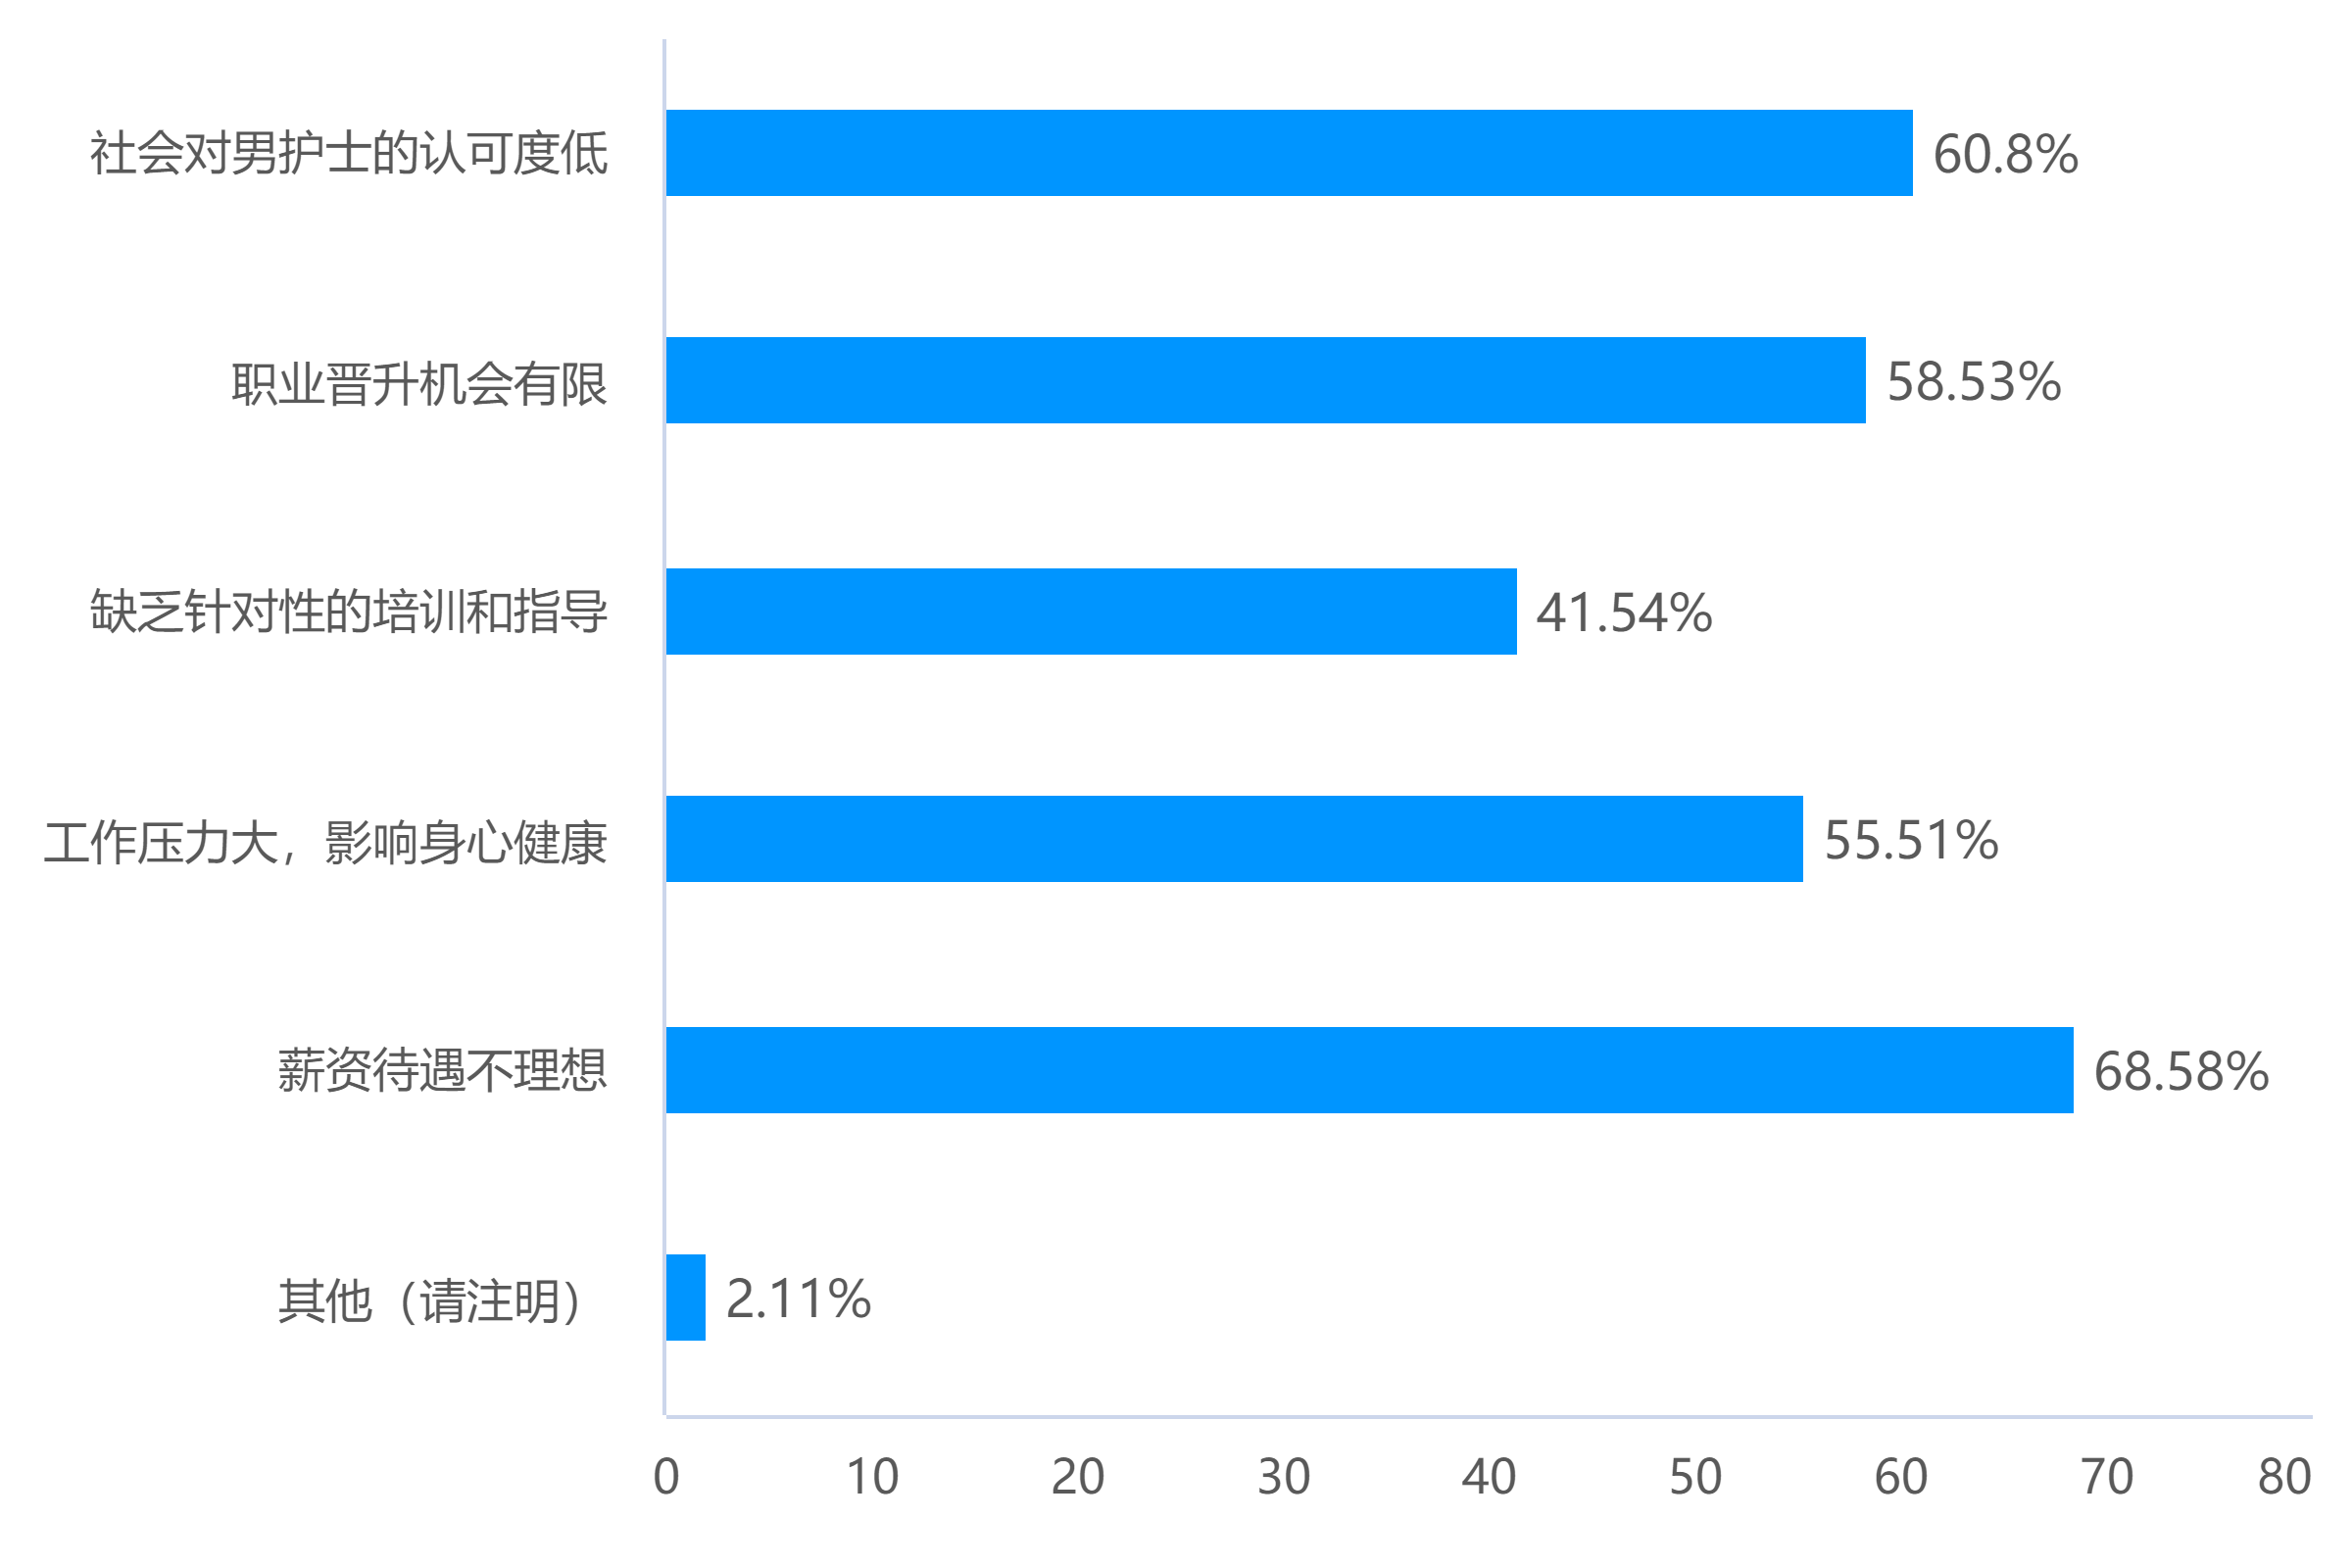 社会对男护士的认可度低 60.8%
职业晋升机会有限 58.53%
缺乏针对性的培训和指导 41.54%
工作压力大，影响身心健康 55.51%
薪资待遇不理想 68.58%
其他（请注明） 2.11%
0 10 20 30 40 50 60 70 80